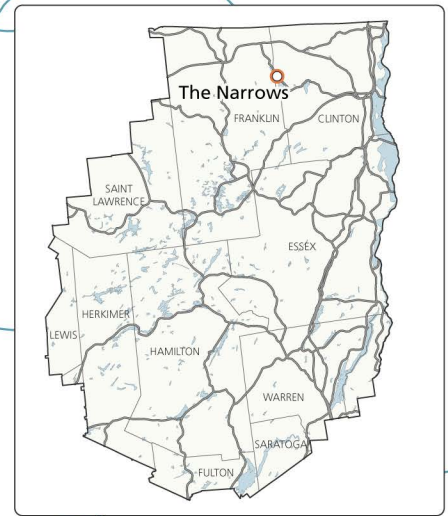 The Narrows
FRANKLIN
CLINTON
SAINT
LAWRENCE
ESSEX
HERKIMER
LEWIS
HAMILTON
WARREN
SARATOGA
FULTON